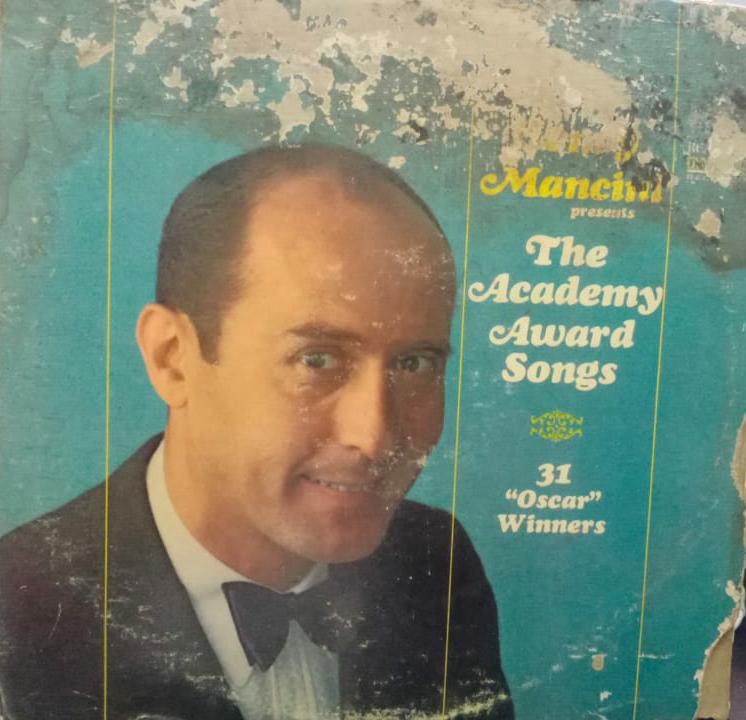 Mancini
presents
The
Academy
Award
Songs
31
“Oscar”
Winners